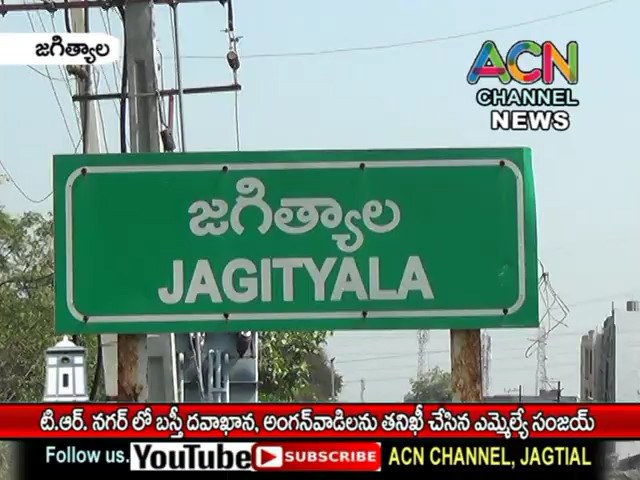 జగిత్యాల
ACN
CHANNEL
NEWS
జగిత్యాల
JAGITYALA
టి.ఆర్. నగర్ లో బస్తీ దవాఖాన, అంగన్‌వాడిలను తనిఖీ చేసిన ఎమ్మెల్యే సంజయ్
Follow us. YouTube SUBSCRIBE ACN CHANNEL, JAGTIAL